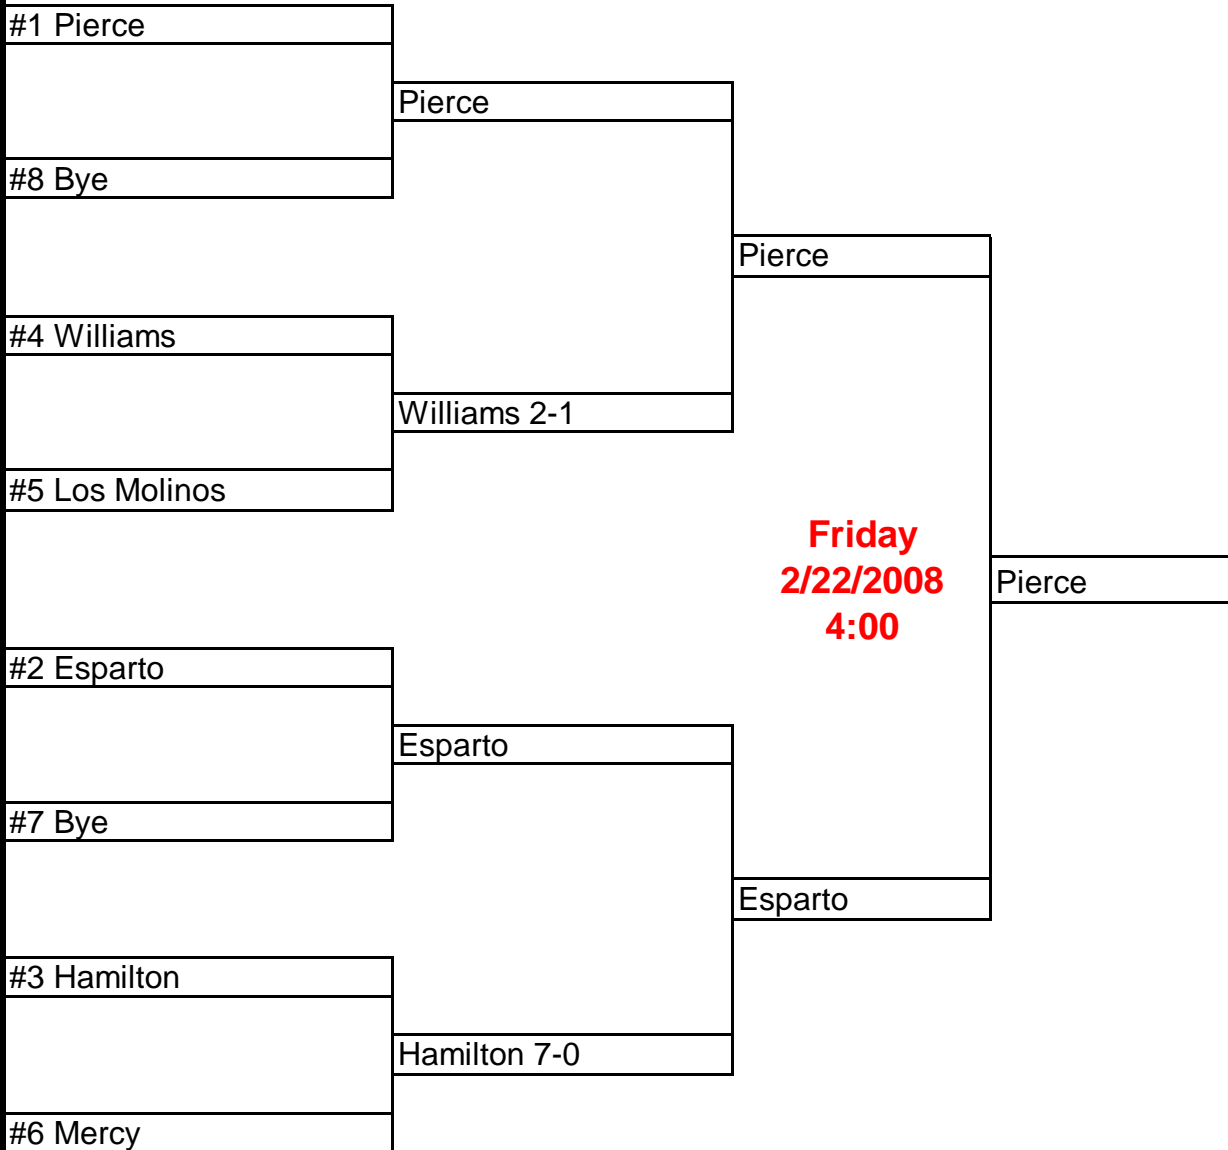 #1 Pierce
Pierce
#8 Bye
Pierce
#4 Williams
Williams 2-1
#5 Los Molinos
Friday
2/22/2008
4:00
Pierce
#2 Esparto
Esparto
#7 Bye
Esparto
#3 Hamilton
Hamilton 7-0
#6 Mercy